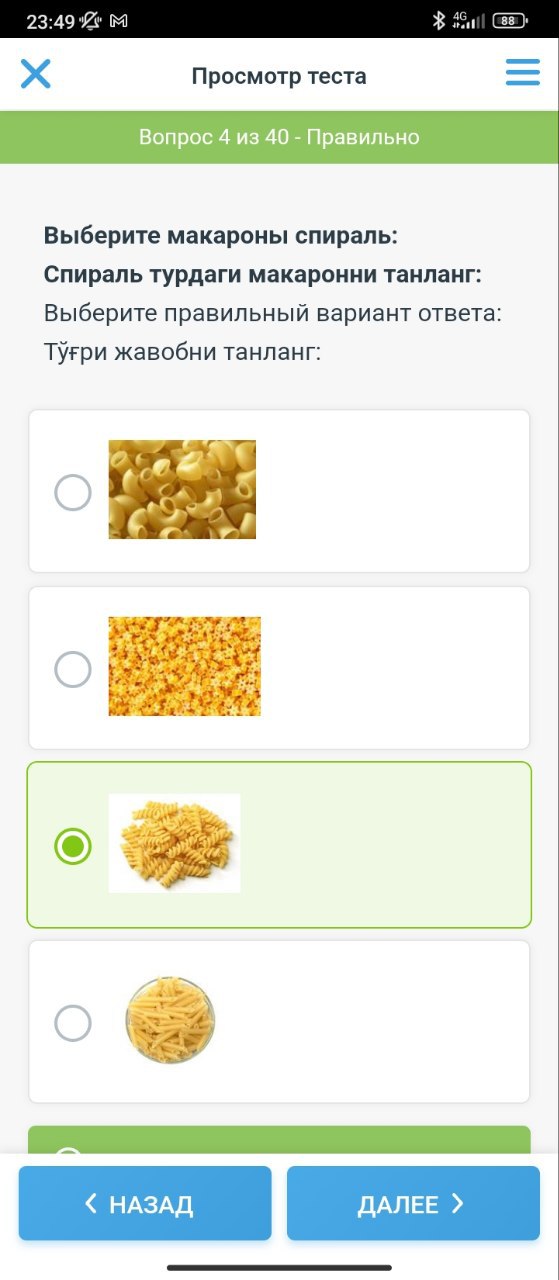 23:49
4G
88
Просмотр теста
Вопрос 4 из 40 - Правильно
Выберите макароны спираль:
Спираль турдаги макаронни танланг:
Выберите правильный вариант ответа:
Тўғри жавобни танланг:
НАЗАД
ДАЛЕЕ